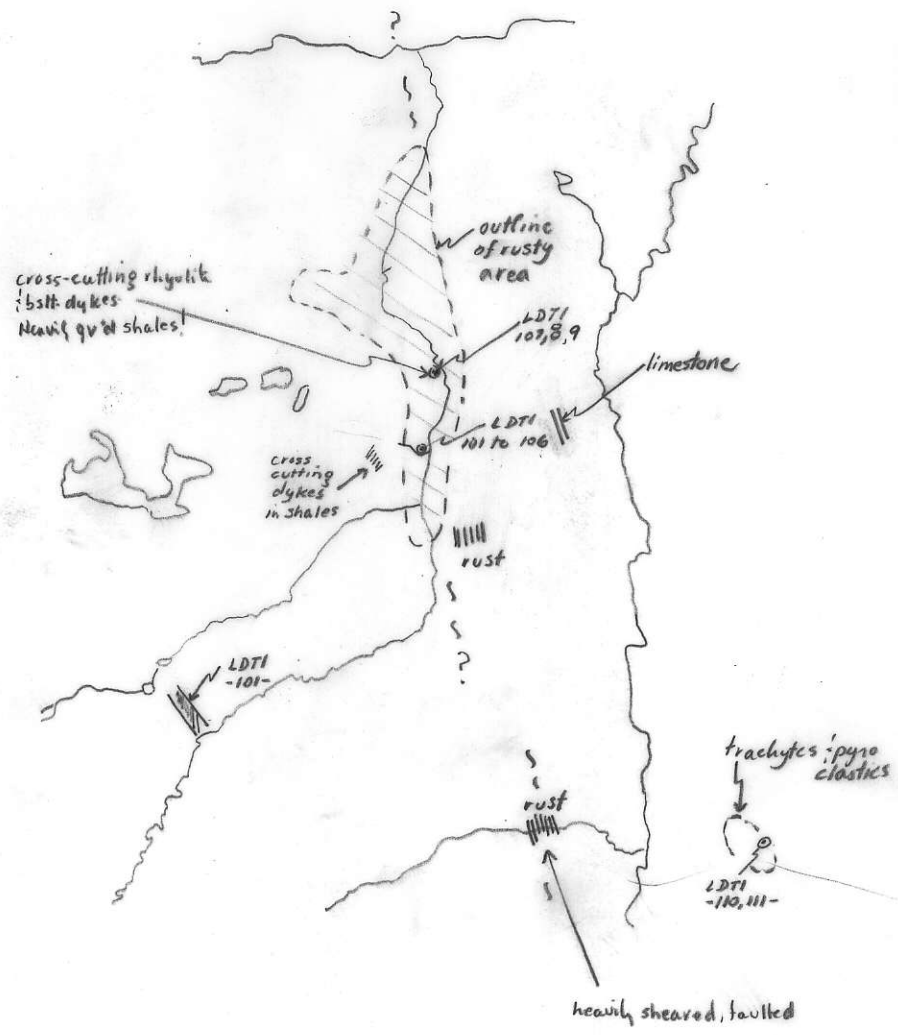 ?
outline
of rusty
area
cross-cutting rhyolik
& bslt dykes
Heavily qv'd shales!
LDT1
107,8,9
limestone
LDT1
101 to 106
cross
cutting
dykes
in shales
rust
?
LDT1
-101-
trachytes & pyro
clastics
rust
LDT1
-110,111-
heavily sheared, faulted